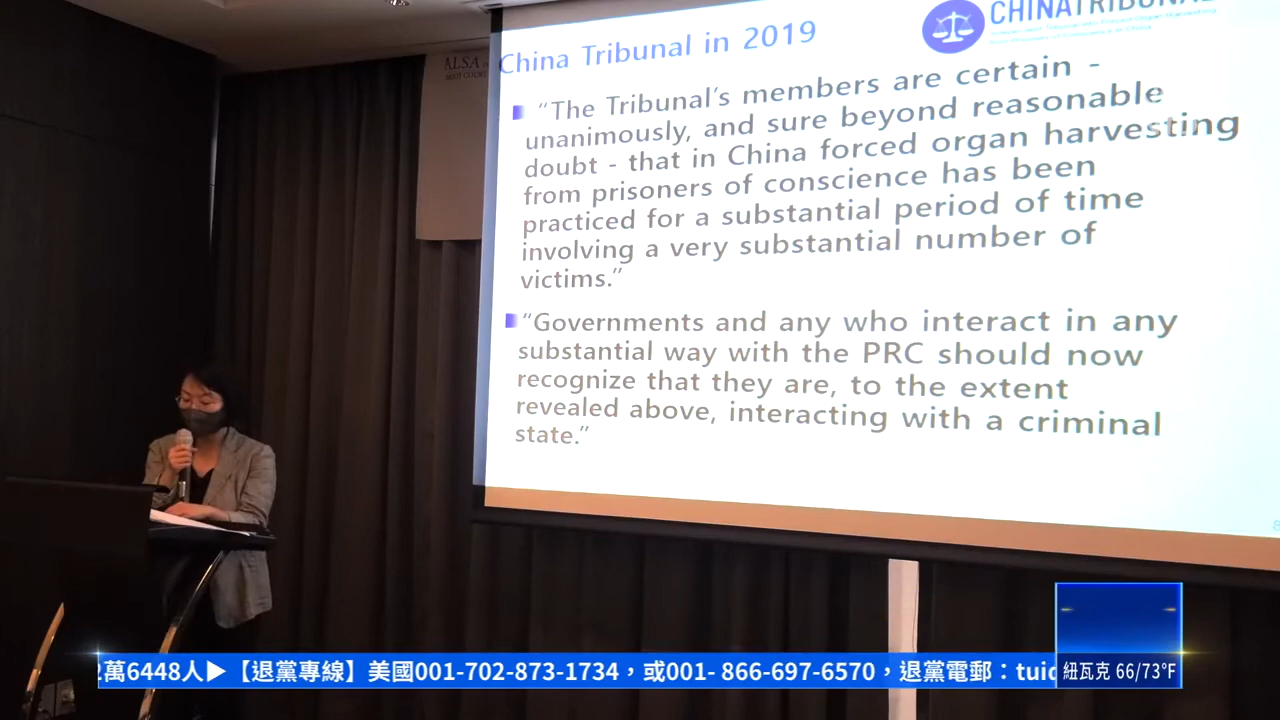 CHINATRIBUNAL
China Tribunal in 2019
ALSA
MOOT COURT
“The Tribunal’s members are certain -
unanimously, and sure beyond reasonable
doubt - that in China forced organ harvesting
from prisoners of conscience has been
practiced for a substantial period of time
involving a very substantial number of
victims.”
“Governments and any who interact in any
substantial way with the PRC should now
recognize that they are, to the extent
revealed above, interacting with a criminal
state.”
萬6448人▶【退黨專線】美國001-702-873-1734，或001- 866-697-6570，退黨電郵：tuid
紐瓦克 66/73°F